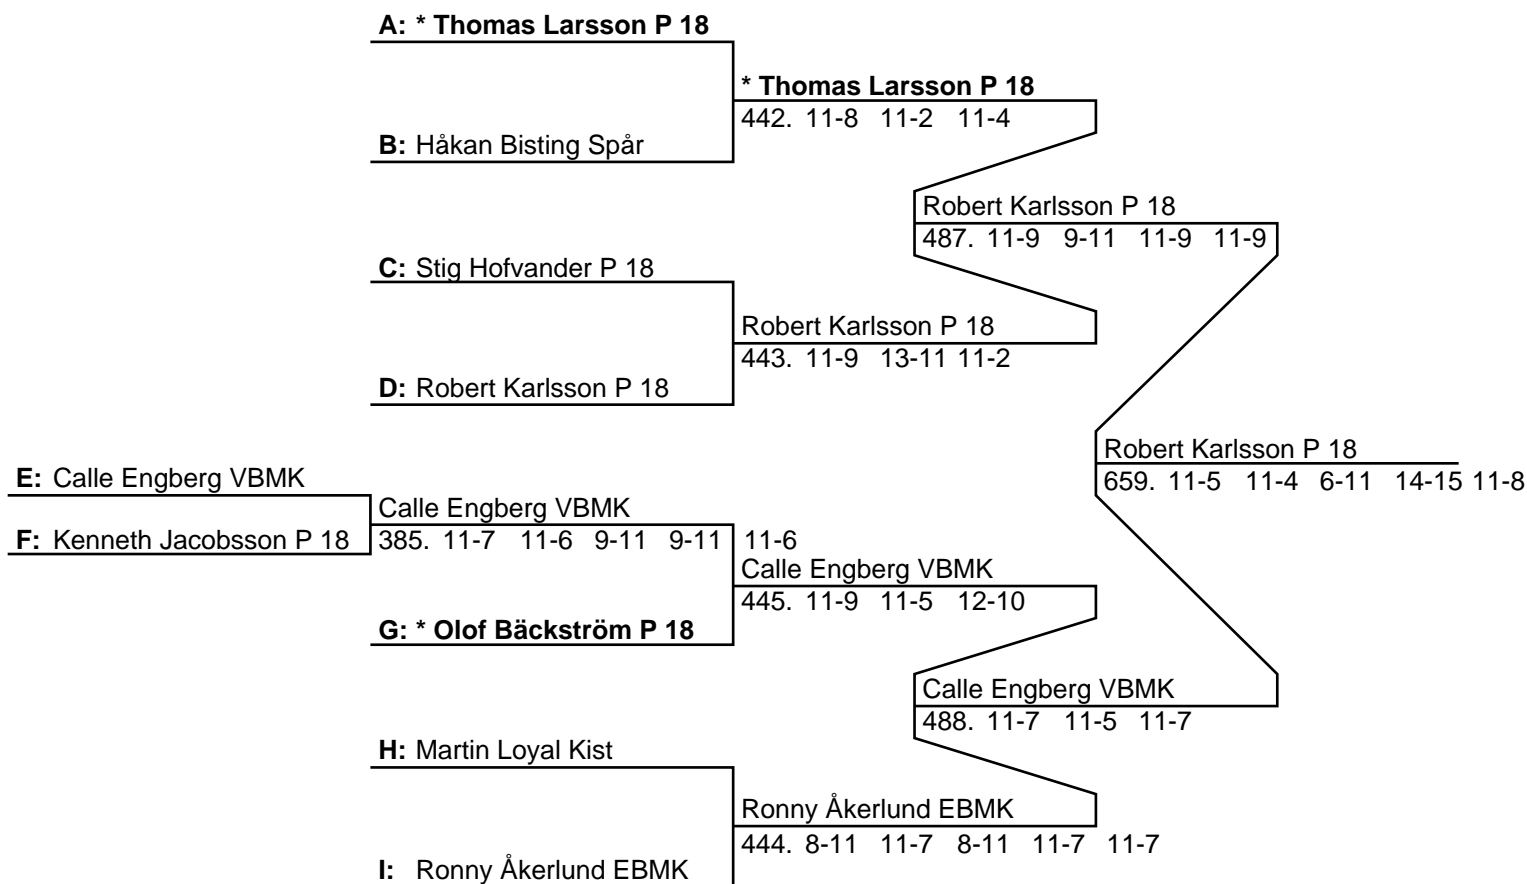 A: * Thomas Larsson P 18
* Thomas Larsson P 18
442. 11-8 11-2 11-4
B: Håkan Bisting Spår
Robert Karlsson P 18
487. 11-9 9-11 11-9 11-9
C: Stig Hofvander P 18
Robert Karlsson P 18
443. 11-9 13-11 11-2
D: Robert Karlsson P 18
Robert Karlsson P 18
659. 11-5 11-4 6-11 14-15 11-8
E: Calle Engberg VBMK
Calle Engberg VBMK
F: Kenneth Jacobsson P 18
385. 11-7 11-6 9-11 9-11 11-6
Calle Engberg VBMK
445. 11-9 11-5 12-10
G: * Olof Bäckström P 18
Calle Engberg VBMK
488. 11-7 11-5 11-7
H: Martin Loyal Kist
Ronny Åkerlund EBMK
444. 8-11 11-7 8-11 11-7 11-7
I: Ronny Åkerlund EBMK